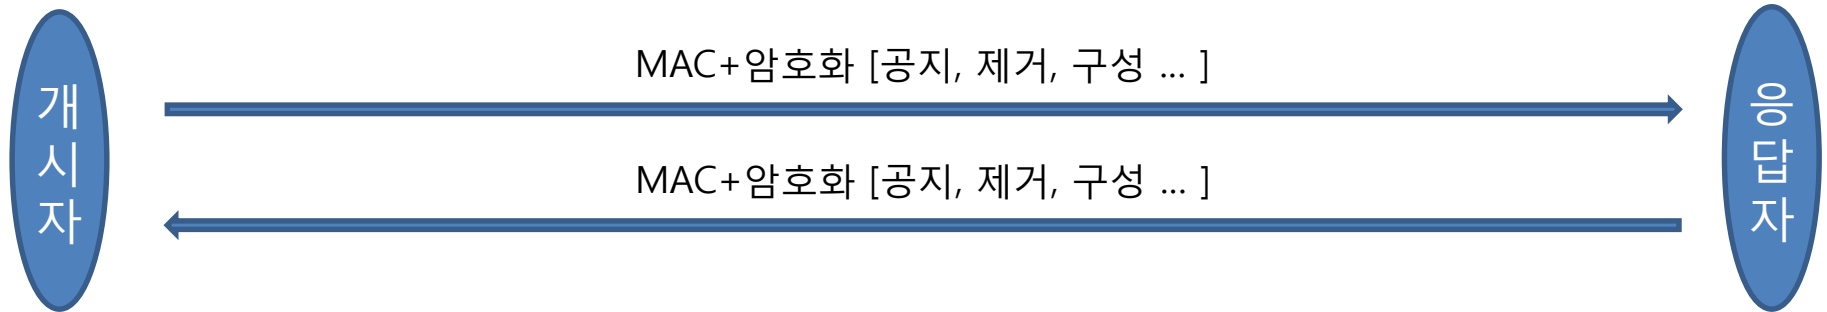 개시자
MAC+암호화 [공지, 제거, 구성 ... ]
MAC+암호화 [공지, 제거, 구성 ... ]
응답자